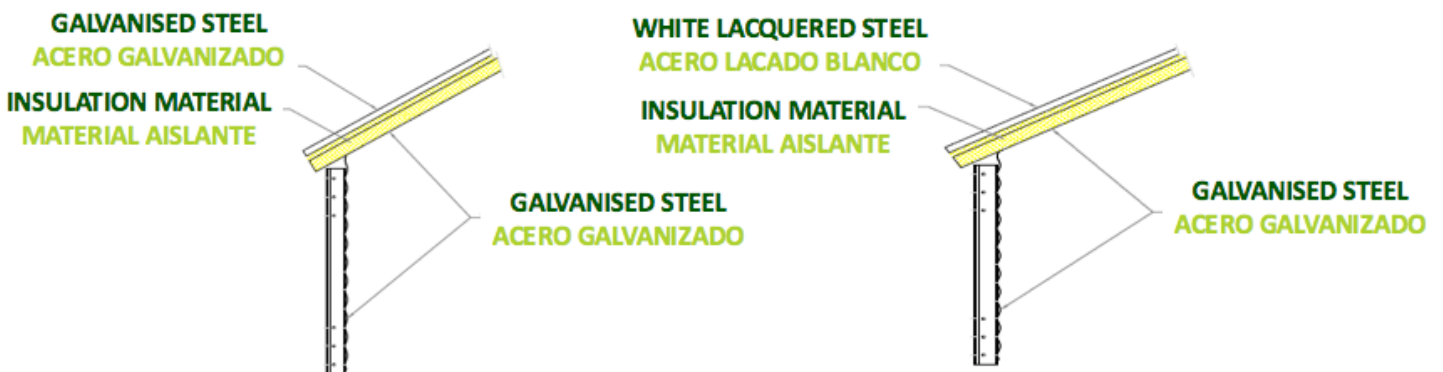 GALVANISED STEEL
ACERO GALVANIZADO
INSULATION MATERIAL
MATERIAL AISLANTE
GALVANISED STEEL
ACERO GALVANIZADO
WHITE LACQUERED STEEL
ACERO LACADO BLANCO
INSULATION MATERIAL
MATERIAL AISLANTE
GALVANISED STEEL
ACERO GALVANIZADO